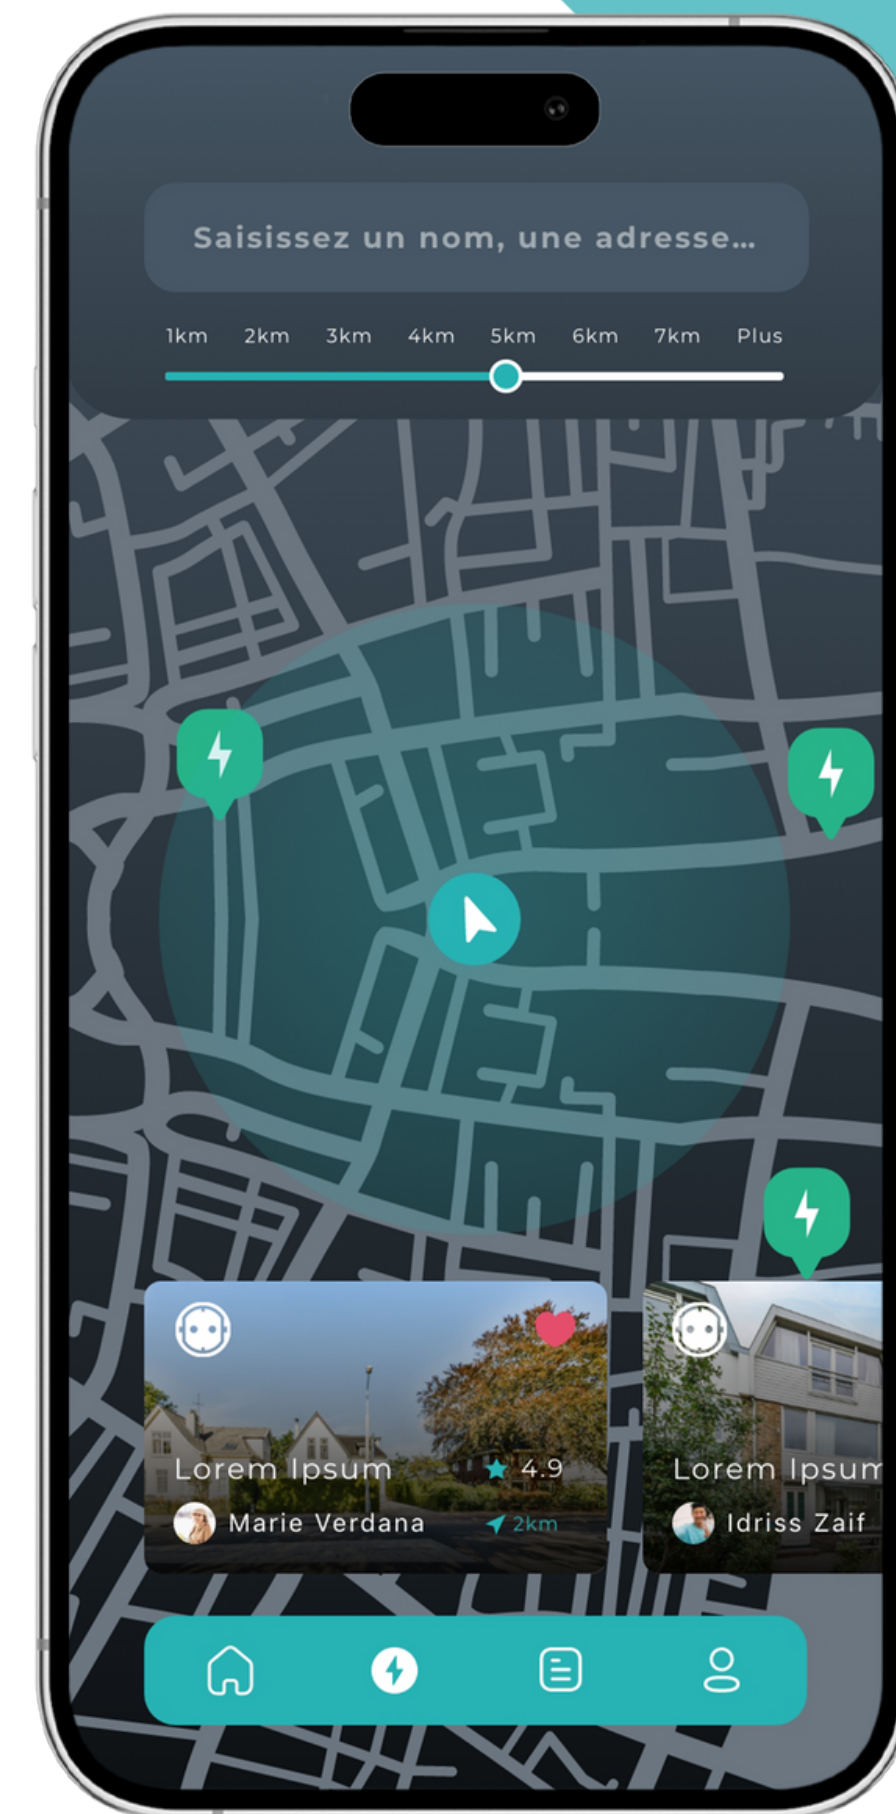 Saisissez un nom, une adresse...
1km 2km 3km 4km 5km 6km 7km Plus
Lorem Ipsum 4.9
Marie Verdana 2km
Lorem Ipsum
Idriss Zaif